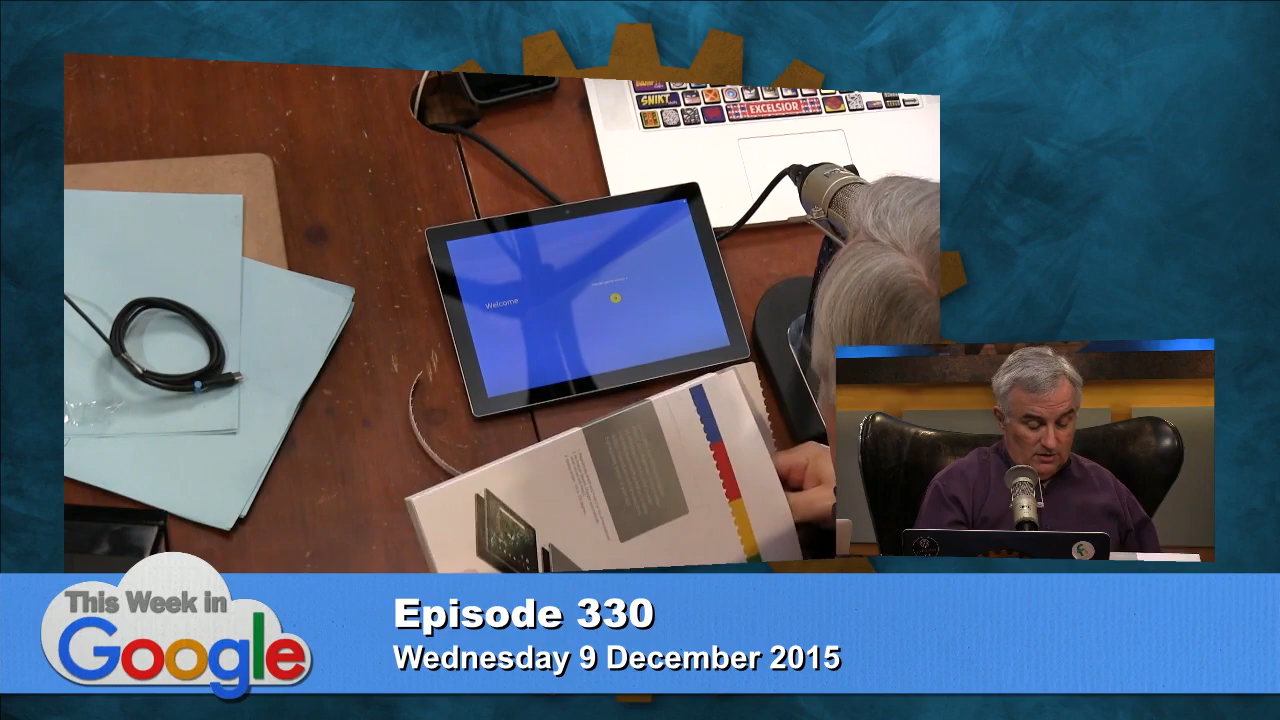 SNIKT
EXCELSIOR
Welcome
This Week in
Google
Episode 330
Wednesday 9 December 2015